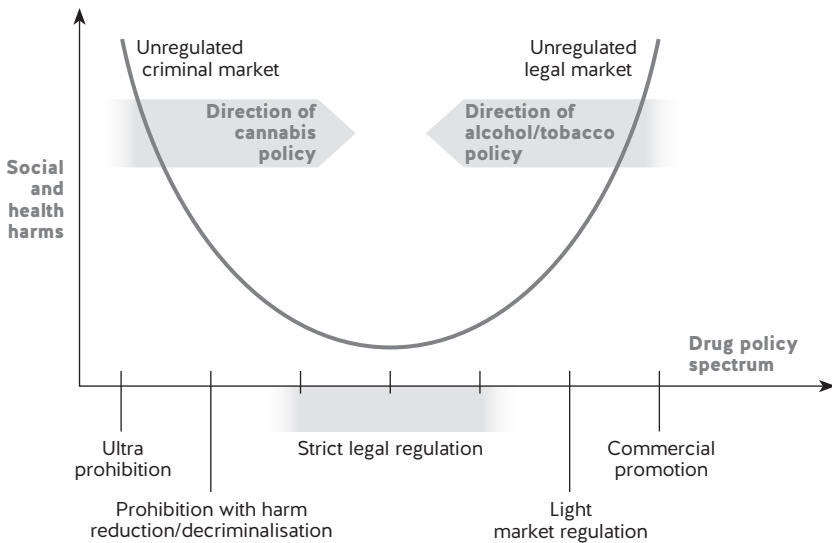 Unregulated
criminal market
Unregulated
legal market
Direction of
cannabis
policy
Direction of
alcohol/tobacco
policy
Social
and
health
harms
Drug policy
spectrum
Ultra
prohibition
Strict legal regulation
Commercial
promotion
Prohibition with harm
reduction/decriminalisation
Light
market regulation